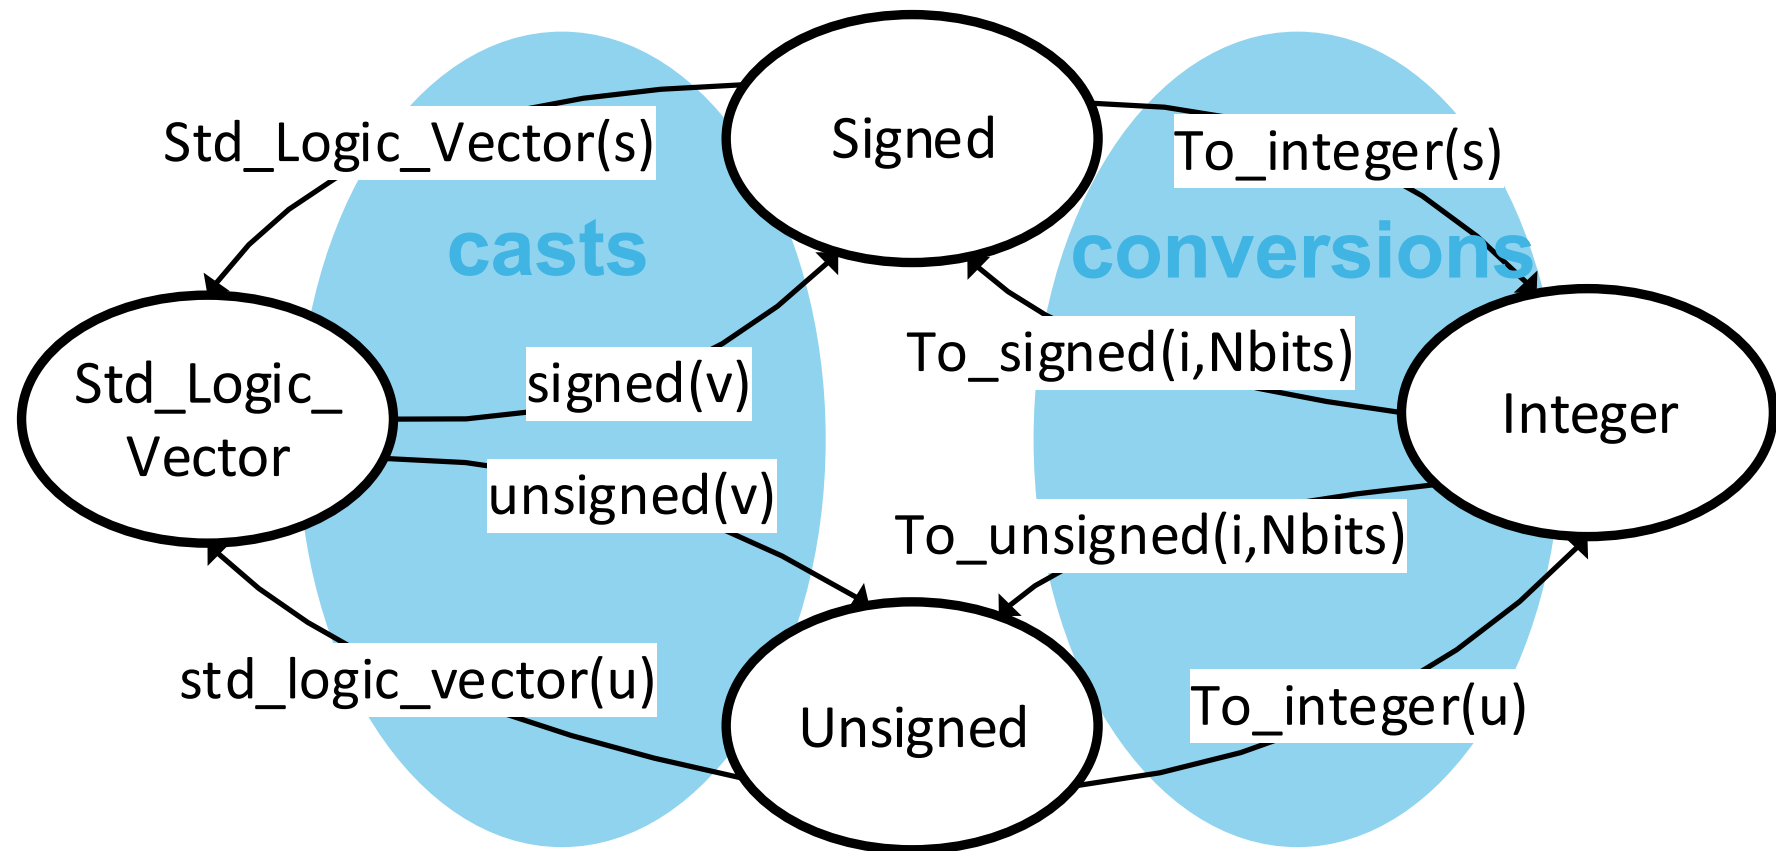 Signed
Std_Logic_Vector(s)
To_integer(s)
casts
conversions
To_signed(i,Nbits)
signed(v)
Std_Logic_
Vector
Integer
unsigned(v)
To_unsigned(i,Nbits)
std_logic_vector(u)
To_integer(u)
Unsigned